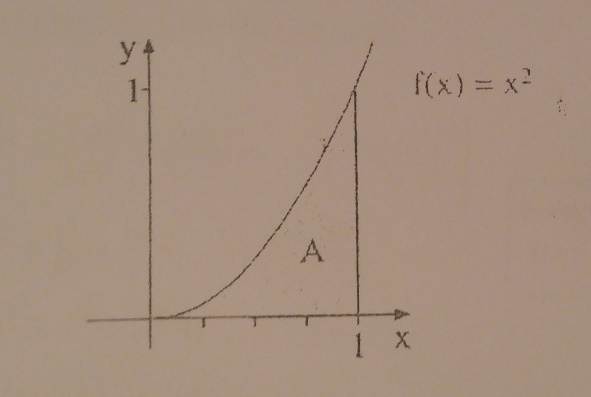 y
1
f(x) = x²
A
1
x